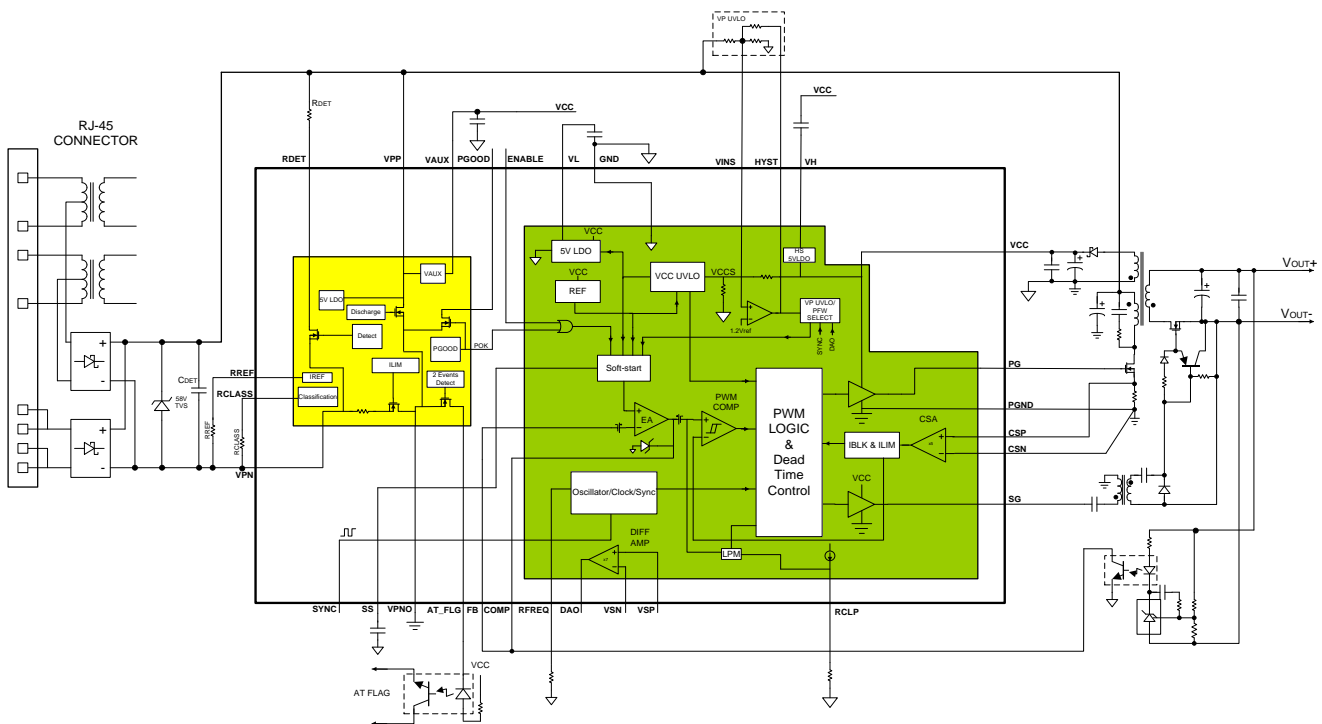 VP UVLO
RDET
VCC
VCC
RJ-45
CONNECTOR
RDET
VPP
VAUX
PGOOD
ENABLE
VL
GND
VINS
HYST
VH
VCC
VOUT+
VOUT-
VAUX
5V LDO
Discharge
Detect
PGOOD
POK
ILIM
2 Events
Detect
IREF
Classification
5V LDO
VCC
VCC
REF
VCC UVLO
VCCS
HS
5VLDO
1.2Vref
VP UVLO/
PFW
SELECT
SYNC
DAO
Soft-start
EA
PWM
COMP
PWM
LOGIC
&
Dead
Time
Control
CSA
IBLK & ILIM
VCC
Oscillator/Clock/Sync
DIFF
AMP
LPM
CDET
58V
TVS
RREF
RCLASS
RREF
RCLASS
VPN
+
-
+
-
PG
PGND
CSP
CSN
SG
SYNC
SS
VPNO
AT_FLG
FB
COMP
RFREQ
DAO
VSN
VSP
RCLP
VCC
AT FLAG